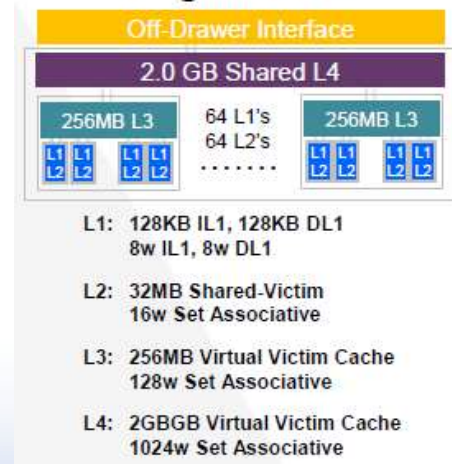 Off-Drawer Interface
2.0 GB Shared L4
256MB L3
64 L1's
64 L2's
.......
256MB L3
L1 L1 L1 L1 L1 L1 L1 L1
L2 L2 L2 L2 L2 L2 L2 L2
L1: 128KB IL1, 128KB DL1
8w IL1, 8w DL1
L2: 32MB Shared-Victim
16w Set Associative
L3: 256MB Virtual Victim Cache
128w Set Associative
L4: 2GBGB Virtual Victim Cache
1024w Set Associative